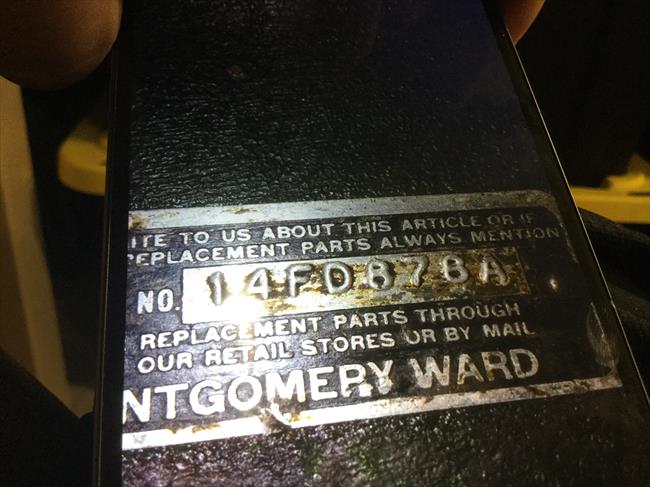 ITE TO US ABOUT THIS ARTICLE OR IF
REPLACEMENT PARTS ALWAYS MENTION
NO. 14FD87BA
REPLACEMENT PARTS THROUGH
OUR RETAIL STORES OR BY MAIL
NTGOMERY WARD